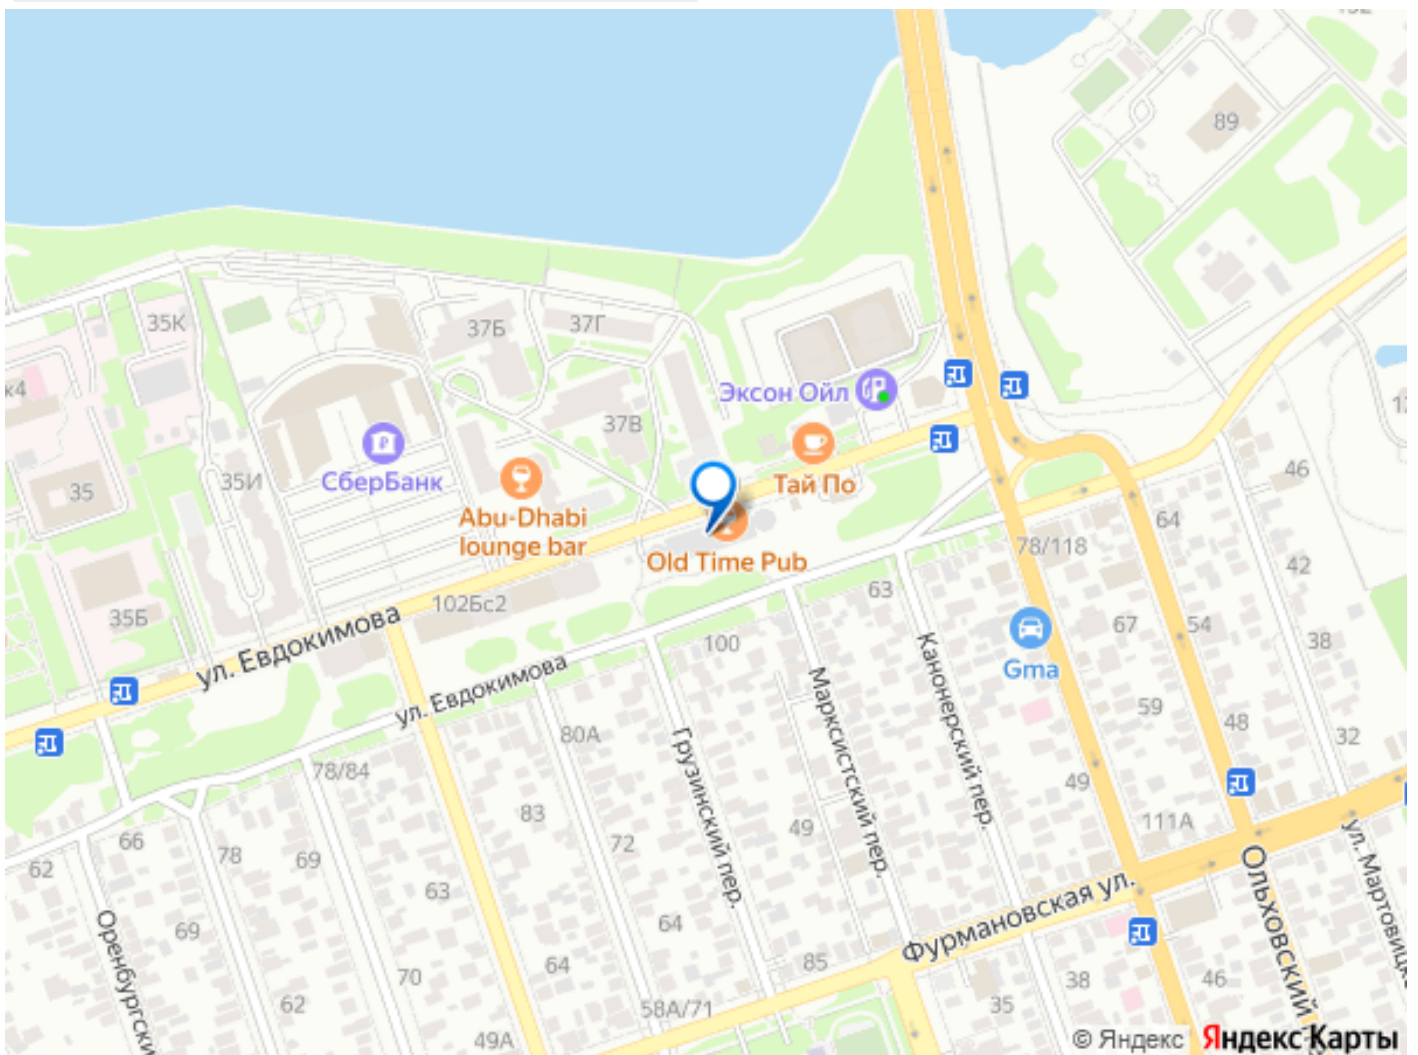 89
35К
37Б
37Г
к4
Эксон Ойл
37В
СберБанк
35И
35
Тай По
46
Abu-Dhabi
lounge bar
Old Time Pub
64
78/118
42
63
102Бс2
35Б
ул. Евдокимова
100
67
54
38
Gma
ул. Евдокимова
Марксистский пер.
Канонерский пер.
59
48
32
80А
Грузинский пер.
78/84
49
83
49
111А
66
78
69
72
62
63
Ольховский
ул. Мартовицк
Фурмановская ул.
69
Оренбургски
64
64
70
85
38
46
62
58А/71
35
49А
© Яндекс Яндекс Карты